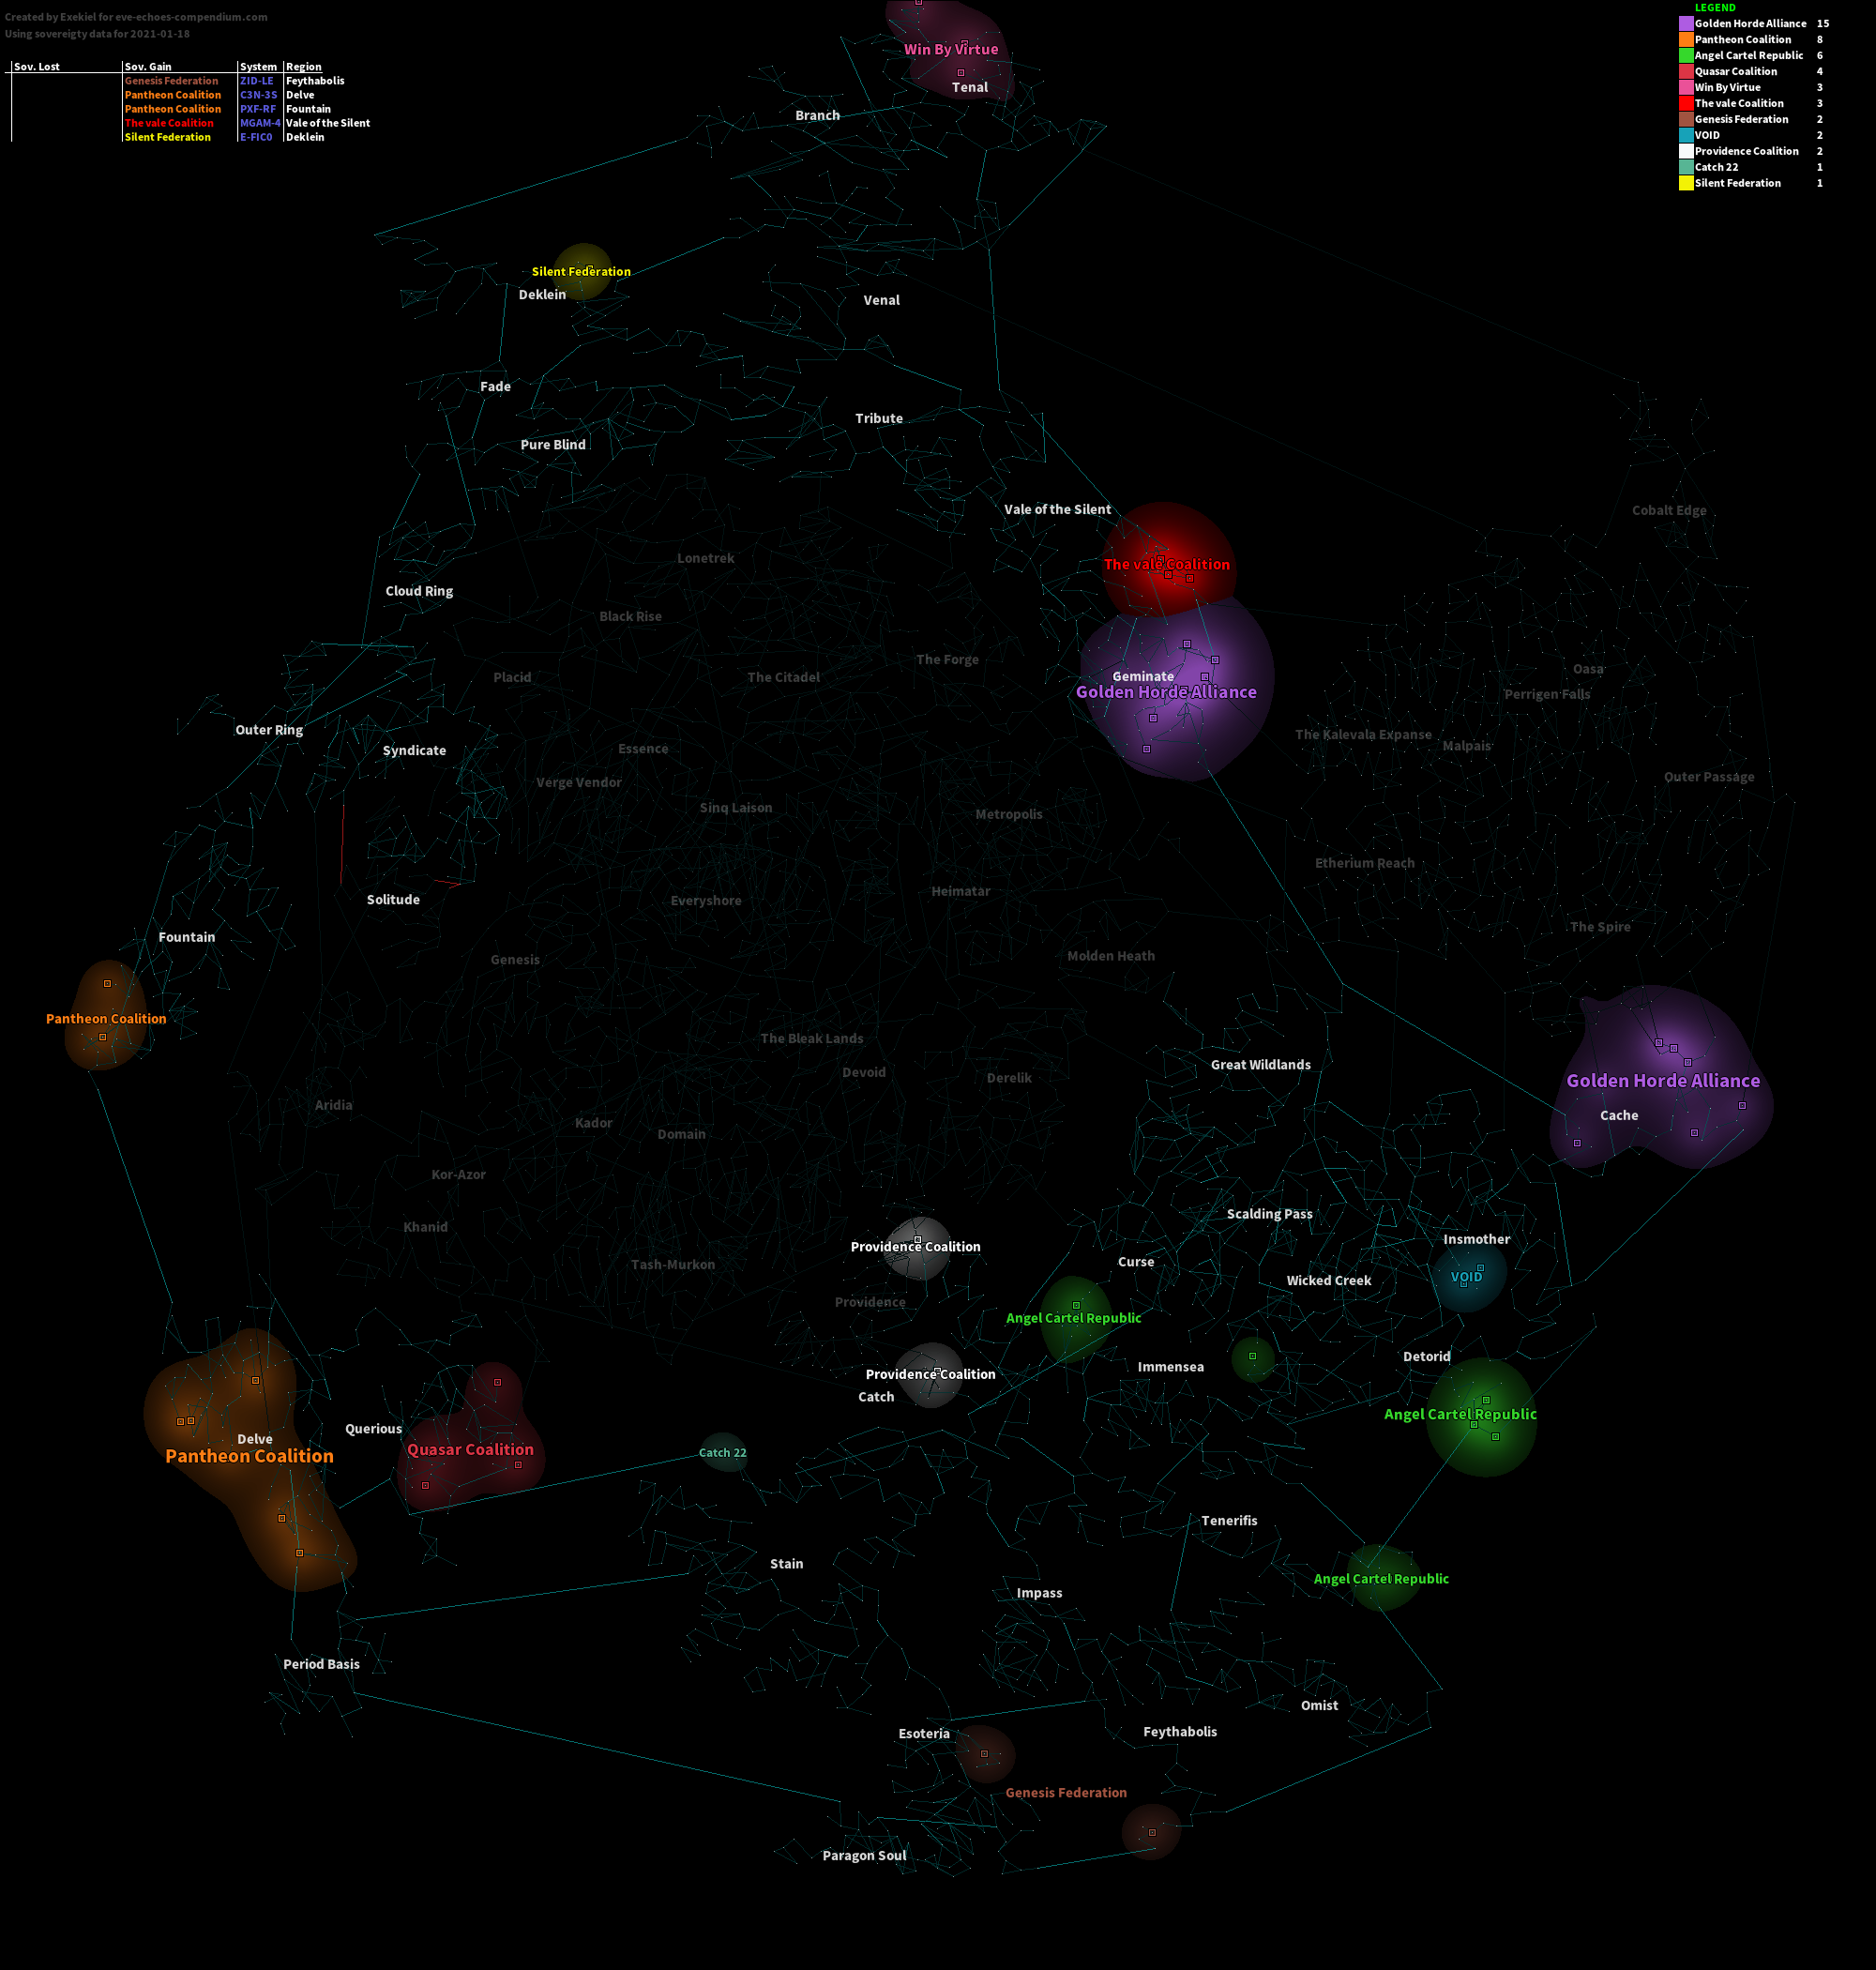 Created by Exekiel for eve-echoes-compendium.com
Using sovereigty data for 2021-01-18
Sov. Lost Sov. Gain System Region
Genesis Federation ZID-LE Feythabolis
Pantheon Coalition C3N-3S Delve
Pantheon Coalition PXF-RF Fountain
The vale Coalition MGAM-4 Vale of the Silent
Silent Federation E-FIC0 Deklein
LEGEND
Golden Horde Alliance 15
Pantheon Coalition 8
Angel Cartel Republic 6
Quasar Coalition 4
Win By Virtue 3
The vale Coalition 3
Genesis Federation 2
VOID 2
Providence Coalition 2
Catch 22 1
Silent Federation 1
Win By Virtue
Tenal
Branch
Silent Federation
Deklein
Venal
Fade
Tribute
Pure Blind
Vale of the Silent
Cobalt Edge
Lonetrek
The vale Coalition
Cloud Ring
Black Rise
The Forge
Oasa
Placid
The Citadel
Geminate
Golden Horde Alliance
Perrigen Falls
Outer Ring
The Kalevala Expanse
Malpais
Syndicate
Essence
Outer Passage
Verge Vendor
Sinq Laison
Metropolis
Etherium Reach
Heimatar
Solitude
Everyshore
The Spire
Fountain
Genesis
Molden Heath
Pantheon Coalition
The Bleak Lands
Great Wildlands
Devoid
Derelik
Golden Horde Alliance
Aridia
Cache
Kador
Domain
Kor-Azor
Scalding Pass
Khanid
Insmother
Providence Coalition
Curse
Tash-Murkon
VOID
Wicked Creek
Providence
Angel Cartel Republic
Detorid
Immensea
Providence Coalition
Catch
Angel Cartel Republic
Querious
Delve
Quasar Coalition
Catch 22
Pantheon Coalition
Tenerifis
Stain
Angel Cartel Republic
Impass
Period Basis
Omist
Esoteria
Feythabolis
Genesis Federation
Paragon Soul